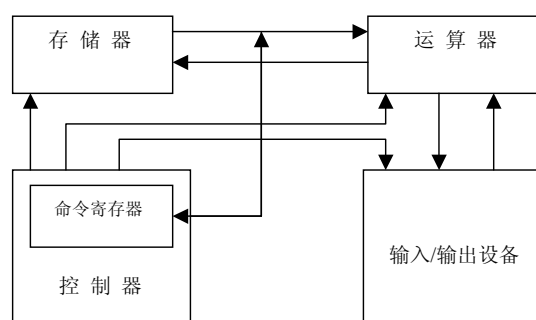 存 储 器
运 算 器
命令寄存器
输入/输出设备
控 制 器